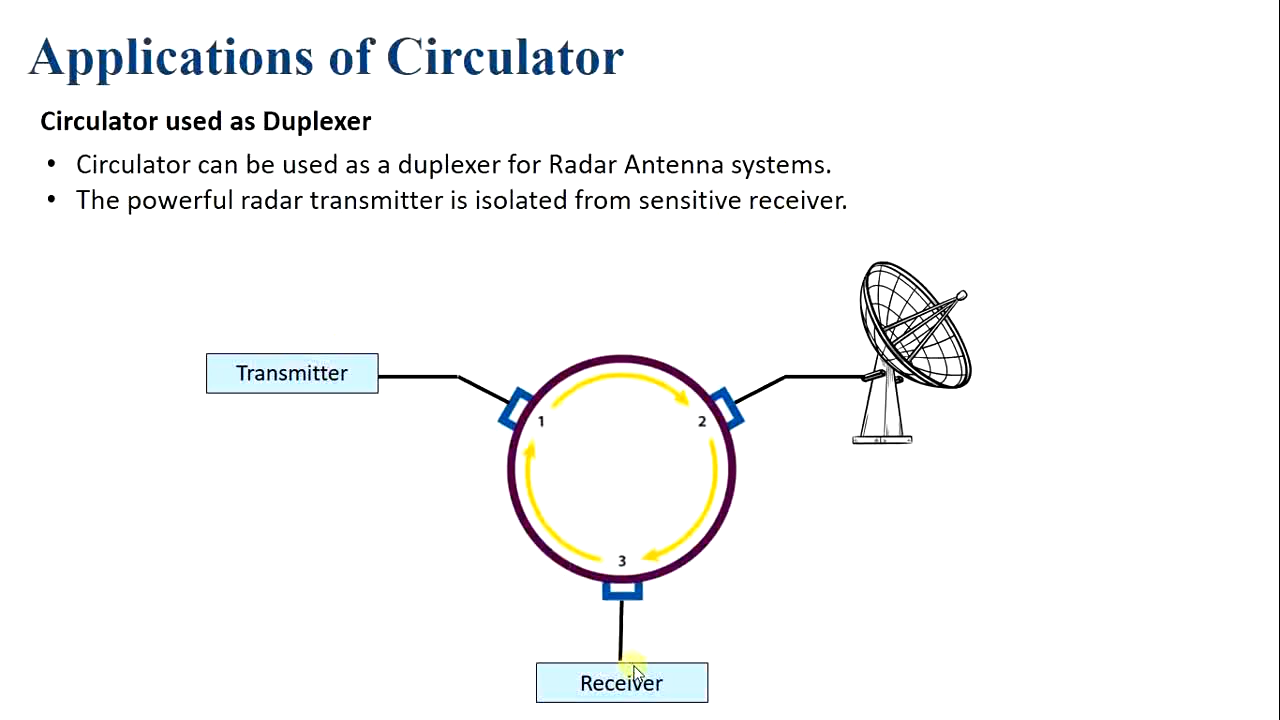 Applications of Circulator
Circulator used as Duplexer
• Circulator can be used as a duplexer for Radar Antenna systems.
• The powerful radar transmitter is isolated from sensitive receiver.
Transmitter
1
2
3
Receiver